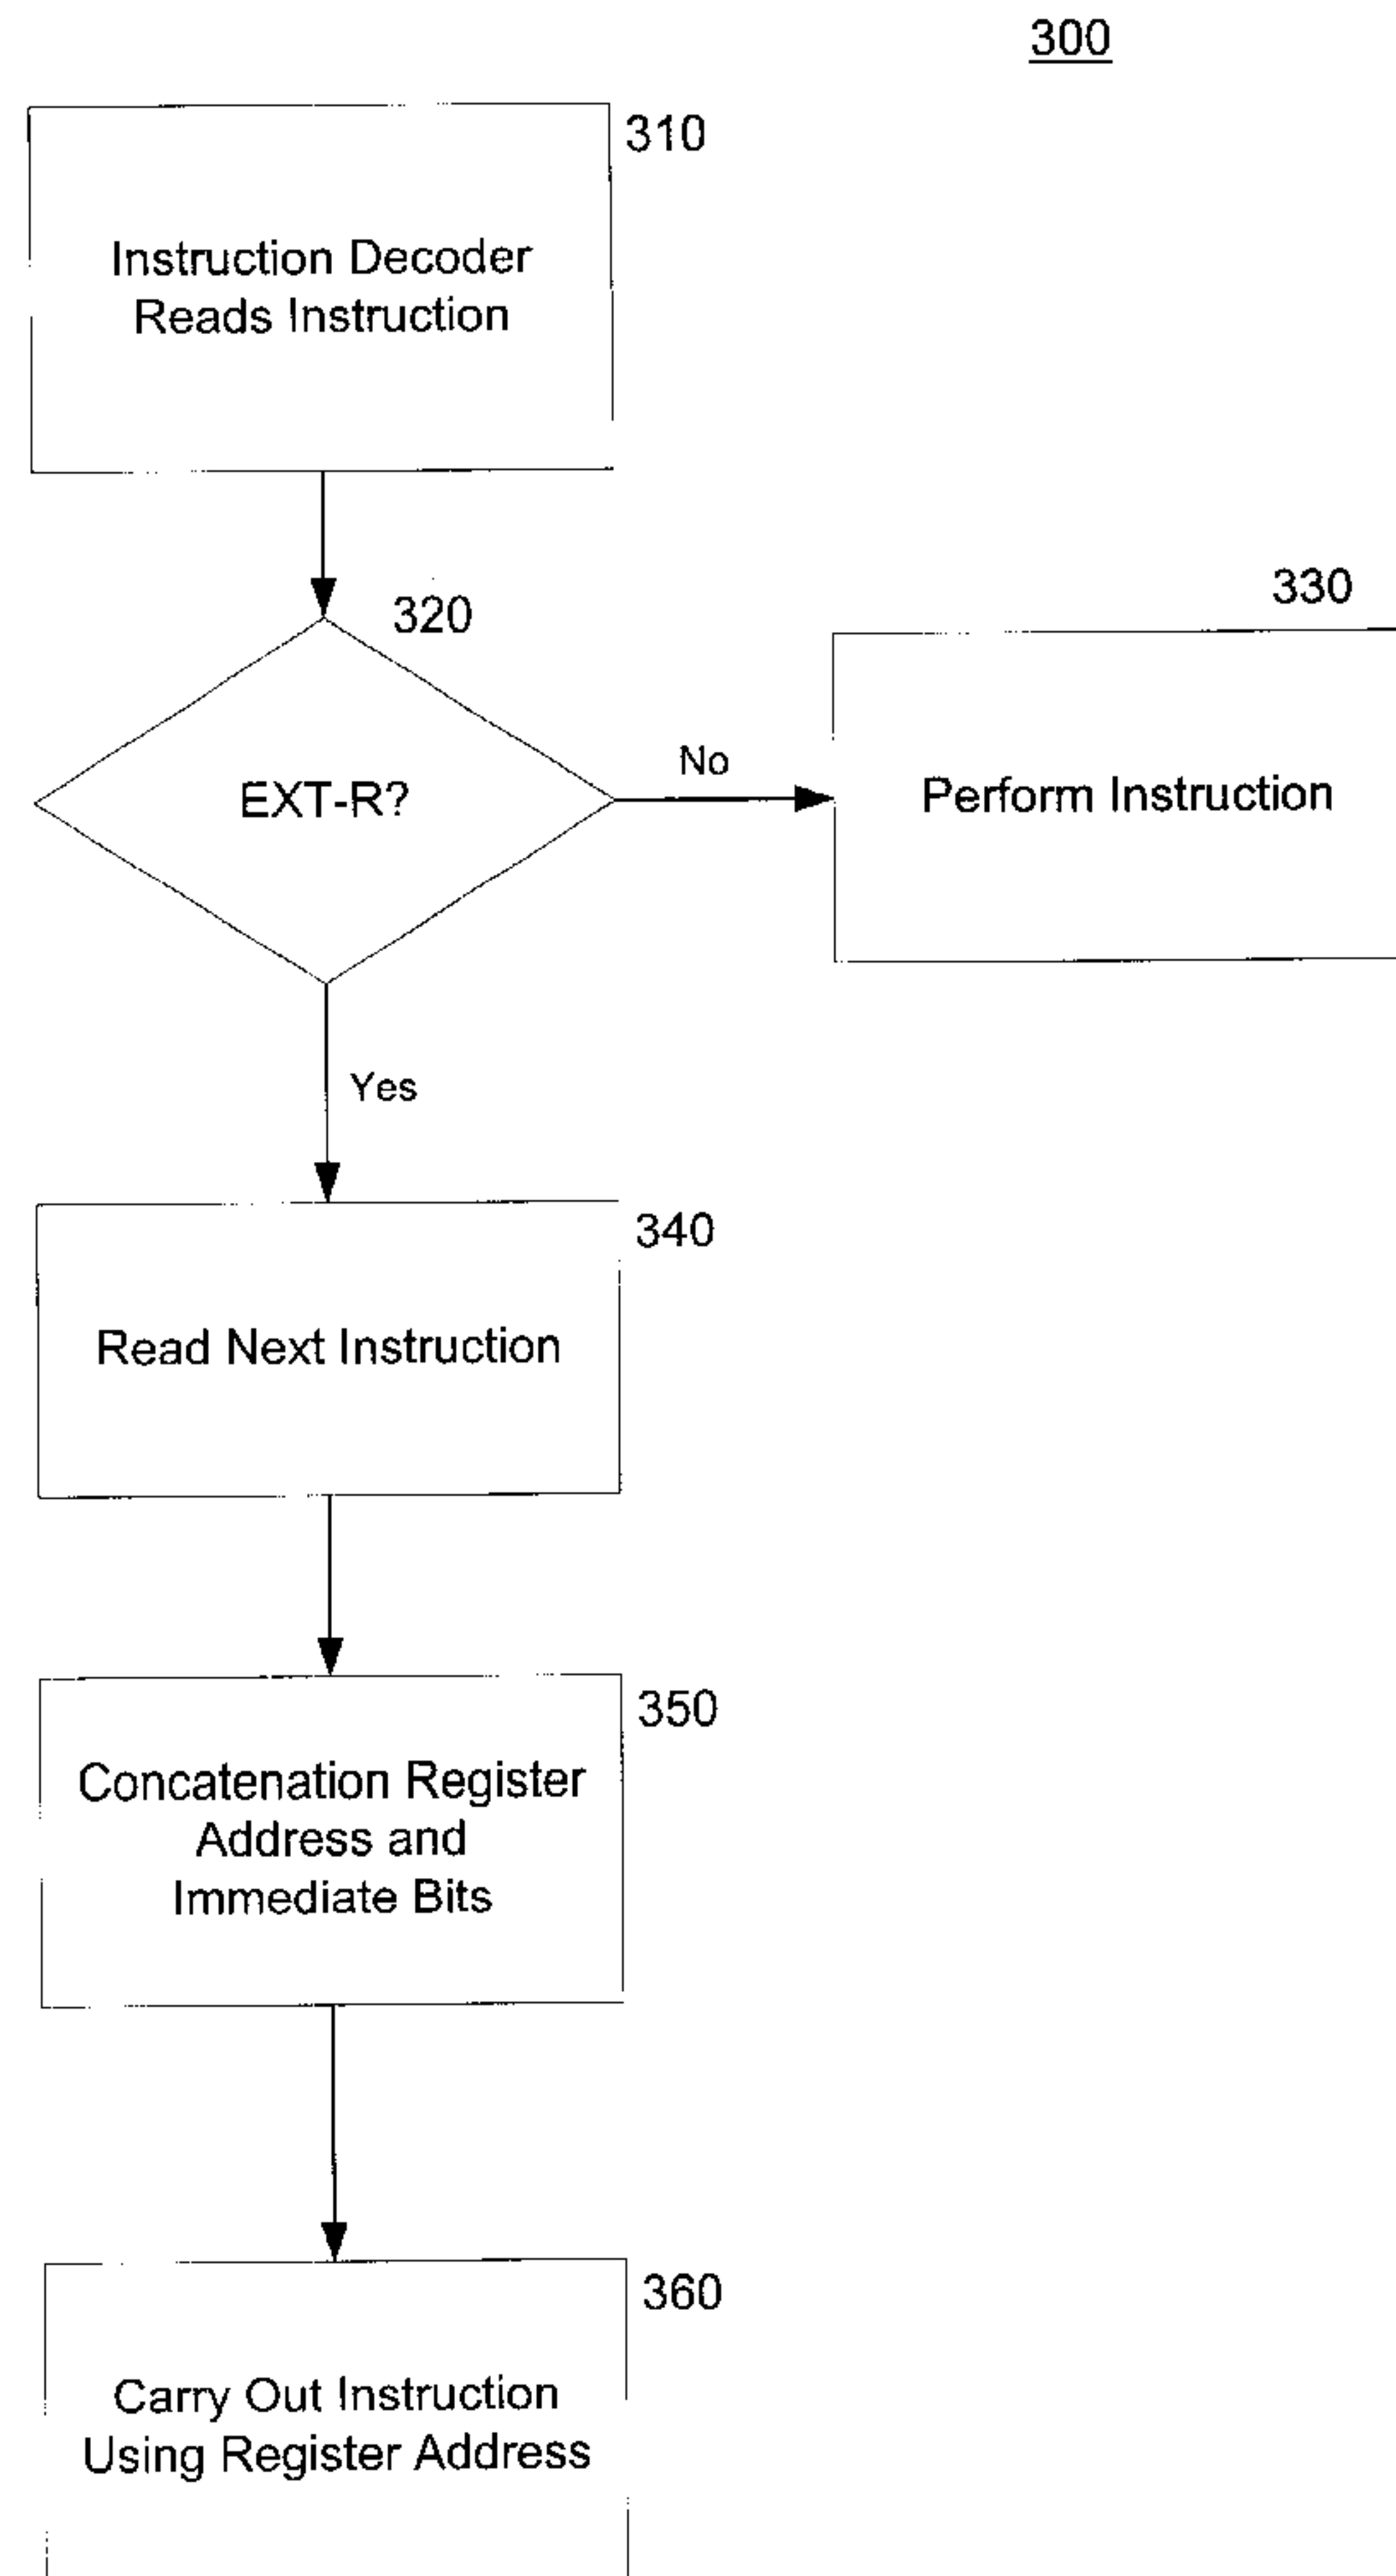 300
310
Instruction Decoder
Reads Instruction
320
EXT-R?
No
330
Perform Instruction
Yes
340
Read Next Instruction
350
Concatenation Register
Address and
Immediate Bits
360
Carry Out Instruction
Using Register Address